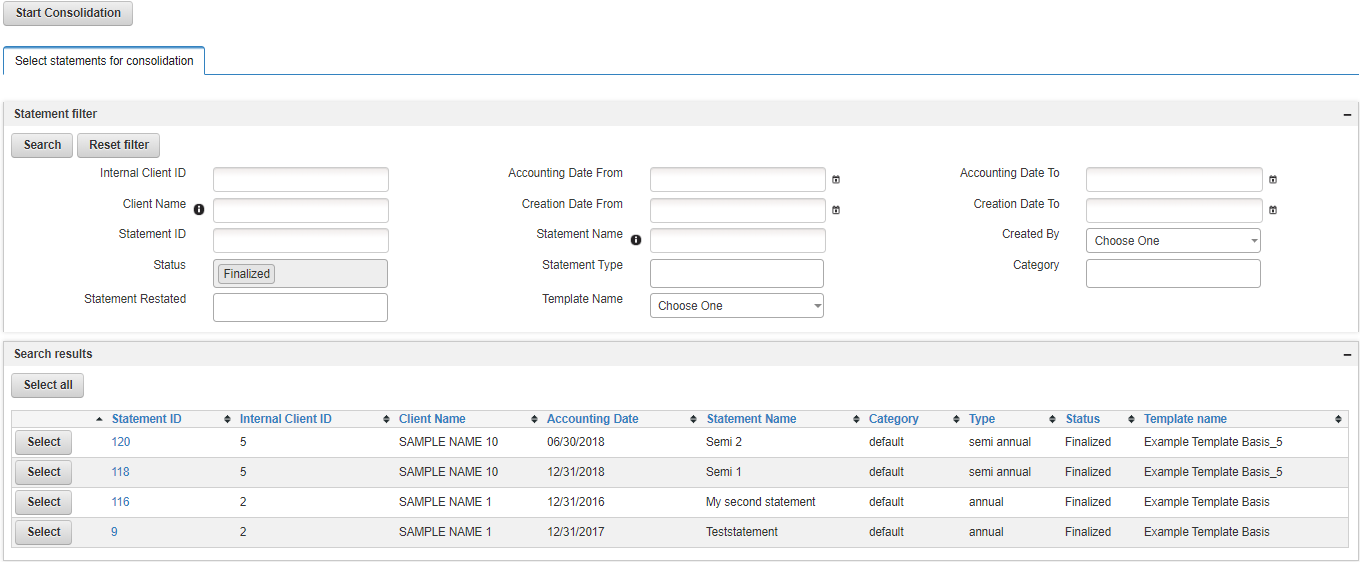 Start Consolidation
Select statements for consolidation
Statement filter
Search Reset filter
Internal Client ID Accounting Date From Accounting Date To
Client Name Creation Date From Creation Date To
Statement ID Statement Name Created By Choose One
Status Finalized Statement Type Category
Statement Restated Template Name Choose One
Search results
Select all
Statement ID Internal Client ID Client Name Accounting Date Statement Name Category Type Status Template name
Select 120 5 SAMPLE NAME 10 06/30/2018 Semi 2 default semi annual Finalized Example Template Basis_5
Select 118 5 SAMPLE NAME 10 12/31/2018 Semi 1 default semi annual Finalized Example Template Basis_5
Select 116 2 SAMPLE NAME 1 12/31/2016 My second statement default annual Finalized Example Template Basis
Select 9 2 SAMPLE NAME 1 12/31/2017 Teststatement default annual Finalized Example Template Basis